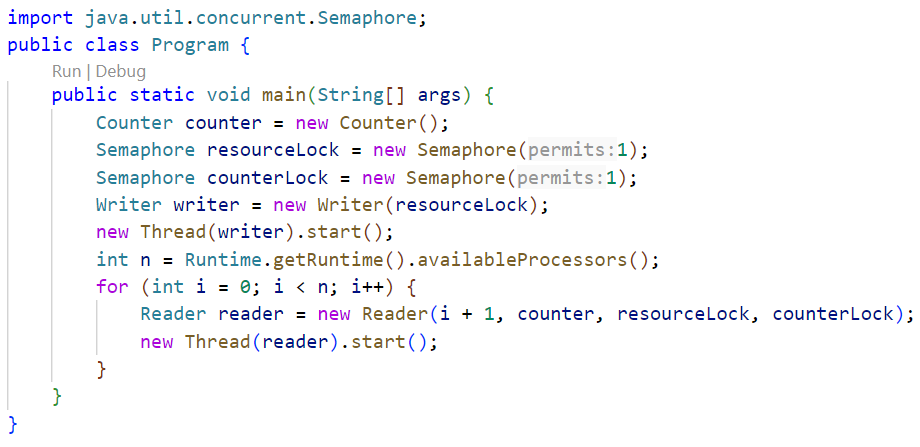 import java.util.concurrent.Semaphore;
public class Program {
Run | Debug
    public static void main(String[] args) {
        Counter counter = new Counter();
        Semaphore resourceLock = new Semaphore(permits:1);
        Semaphore counterLock = new Semaphore(permits:1);
        Writer writer = new Writer(resourceLock);
        new Thread(writer).start();
        int n = Runtime.getRuntime().availableProcessors();
        for (int i = 0; i < n; i++) {
            Reader reader = new Reader(i + 1, counter, resourceLock, counterLock);
            new Thread(reader).start();
        }
    }
}